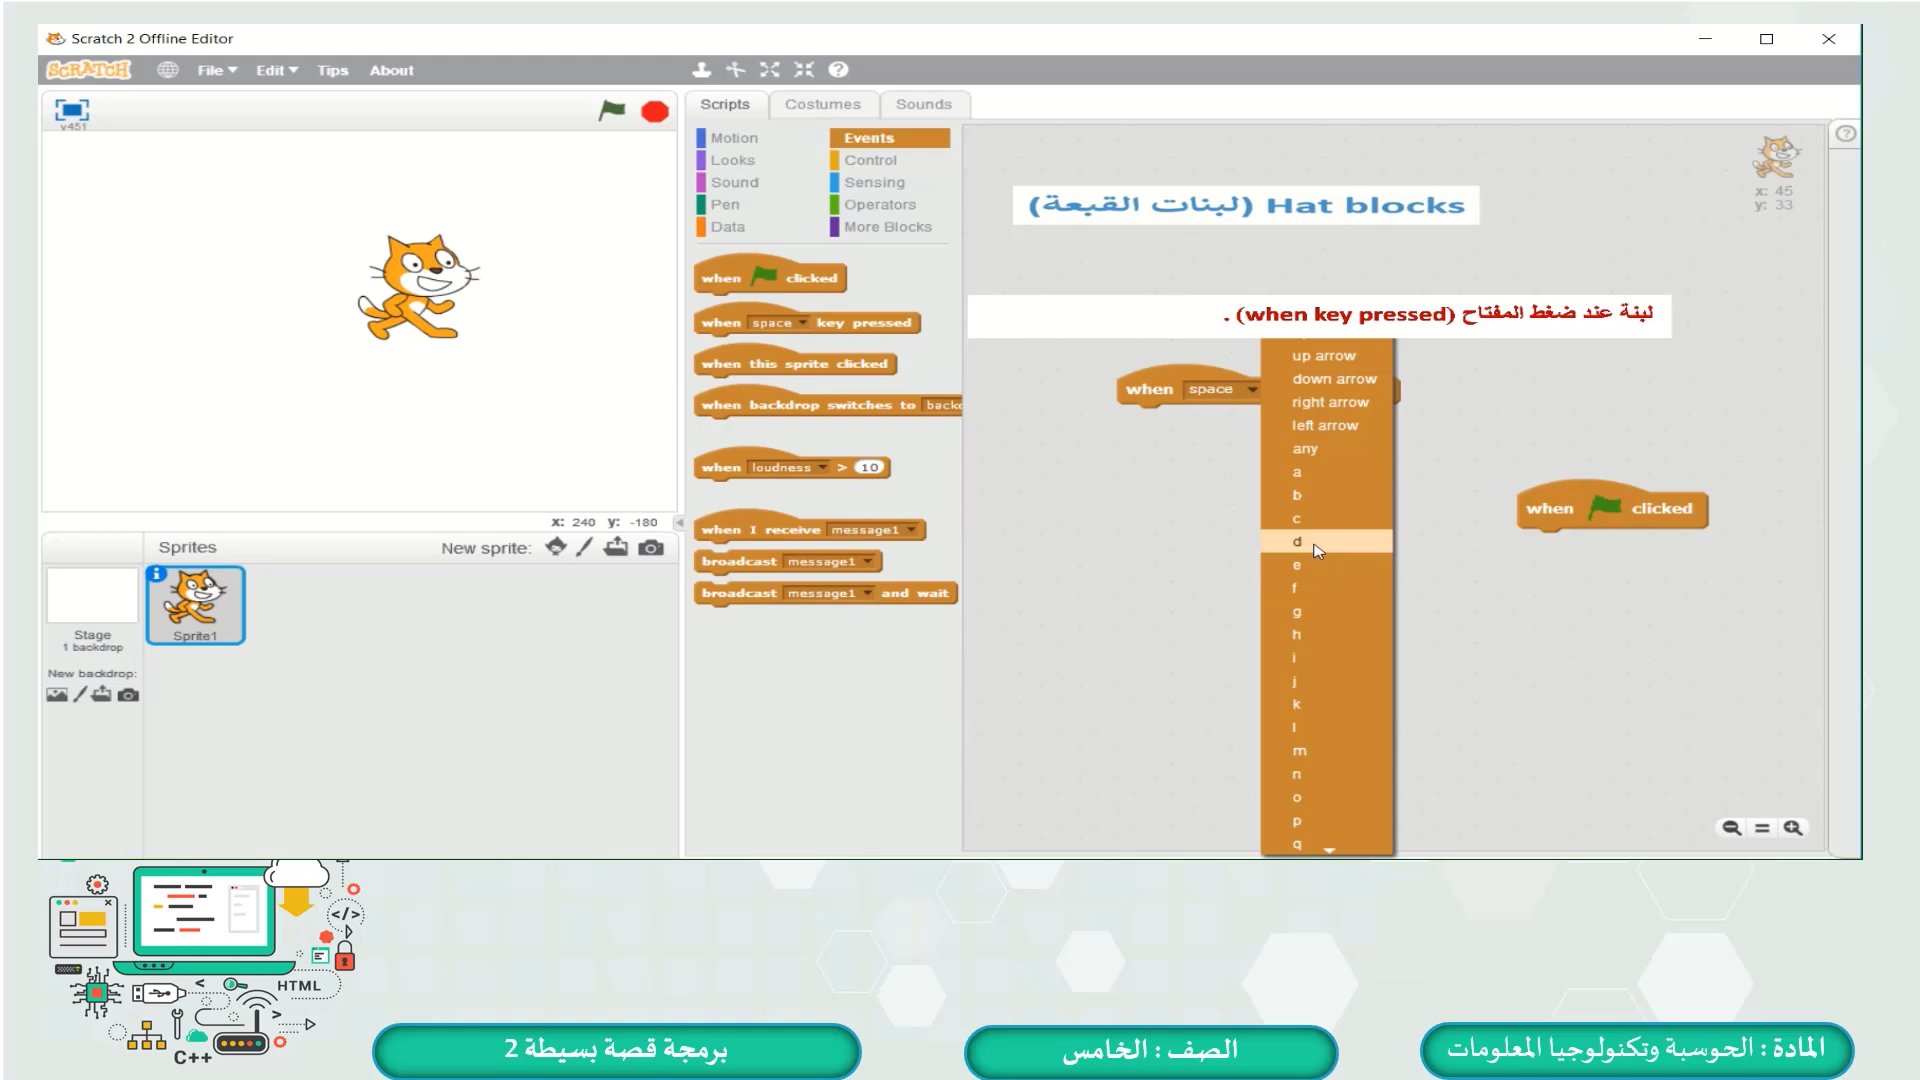 Scratch 2 Offline Editor
SCRATCH File Edit Tips About
v451
Scripts Costumes Sounds
Motion
Looks
Sound
Pen
Data
Events
Control
Sensing
Operators
More Blocks
when clicked
when space key pressed
when this sprite clicked
when backdrop switches to
when loudness > 10
when I receive message1
broadcast message1
broadcast message1 and wait
x: 240 y: -180
Sprites
New sprite:
Sprite1
Stage
1 backdrop
New backdrop:
x: 45
y: 33
Hat blocks (لبنات القبعة)
لبنة عند ضغط المفتاح (when key pressed) .
when space
up arrow
down arrow
right arrow
left arrow
any
a
b
c
d
e
f
g
h
i
j
k
l
m
n
o
p
q
when clicked
HTML
C++
المادة : الحوسبة وتكنولوجيا المعلومات
الصف : الخامس
برمجة قصة بسيطة 2